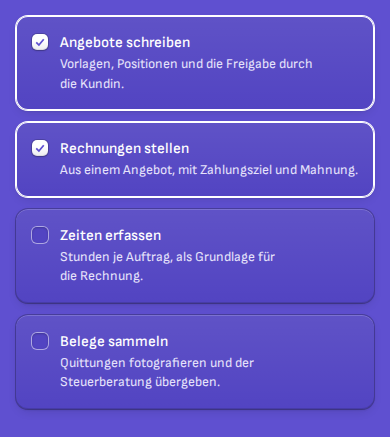 Angebote schreiben
Vorlagen, Positionen und die Freigabe durch
die Kundin.
Rechnungen stellen
Aus einem Angebot, mit Zahlungsziel und Mahnung.
Zeiten erfassen
Stunden je Auftrag, als Grundlage für
die Rechnung.
Belege sammeln
Quittungen fotografieren und der
Steuerberatung übergeben.